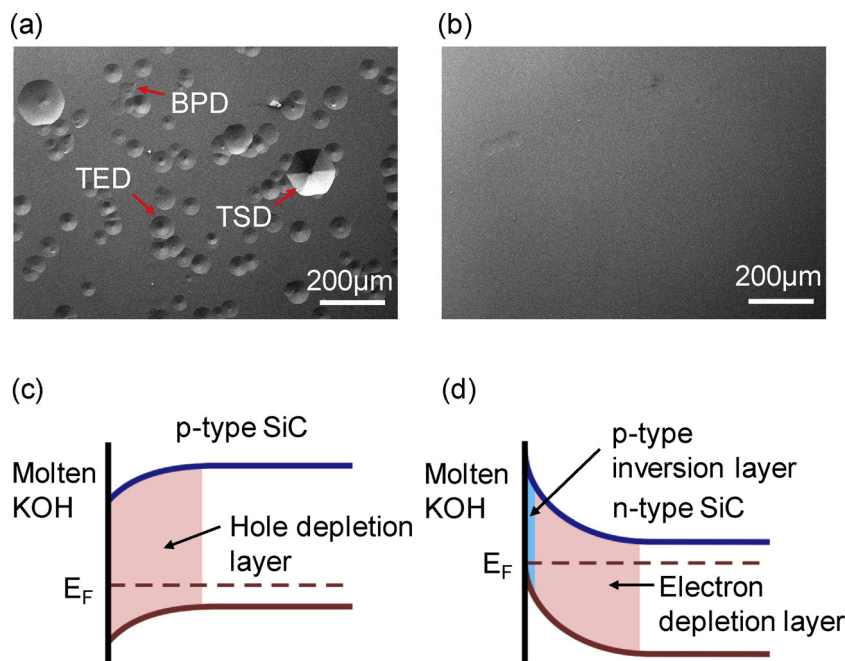 (a)
BPD
TED
TSD
200μm
(b)
200μm
(c)
p-type SiC
Molten
KOH
Hole depletion
layer
E_F
(d)
p-type
inversion layer
Molten
KOH
n-type SiC
E_F
Electron
depletion layer